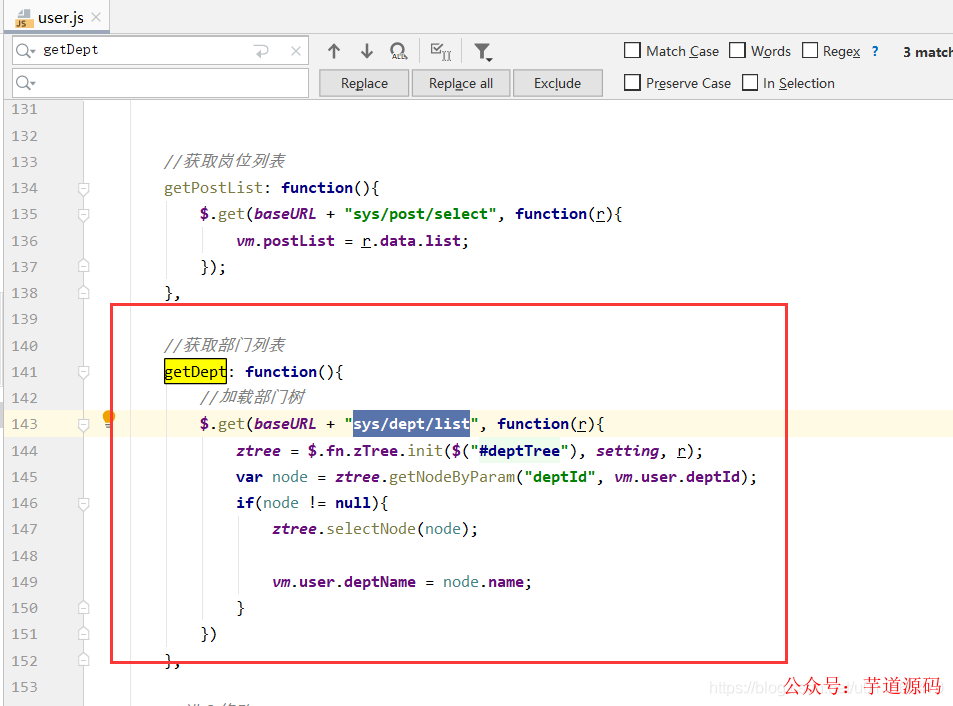 user.js
getDept
Match Case Words Regex ? 3 match
Replace Replace all Exclude Preserve Case In Selection
131
132
133 //获取岗位列表
134 getPostList: function(){
135 $.get(baseURL + "sys/post/select", function(r){
136 vm.postList = r.data.list;
137 });
138 },
139
140 //获取部门列表
141 getDept: function(){
142 //加载部门树
143 $.get(baseURL + "sys/dept/list", function(r){
144 ztree = $.fn.zTree.init($("#deptTree"), setting, r);
145 var node = ztree.getNodeByParam("deptId", vm.user.deptId);
146 if(node != null){
147 ztree.selectNode(node);
148
149 vm.user.deptName = node.name;
150 }
151 })
152 },
153
公众号：芋道源码